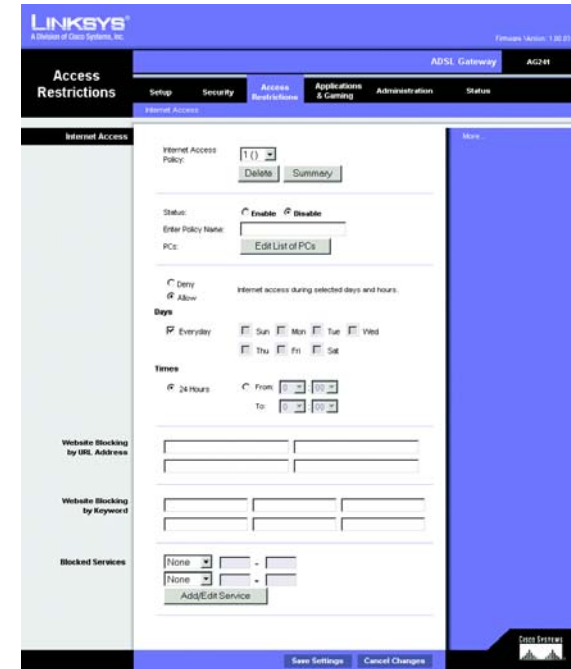 LINKSYS®
A Division of Cisco Systems, Inc.
Firmware Version: 1.00.01
ADSL Gateway AG241
Access Restrictions
Setup Security Access Restrictions Applications & Gaming Administration Status
Internet Access
Internet Access
More...
Internet Access Policy: 1 ()
Delete Summary
Status: Enable Disable
Enter Policy Name:
PCs: Edit List of PCs
Deny
Allow
Internet access during selected days and hours.
Days
Everyday Sun Mon Tue Wed
Thu Fri Sat
Times
24 Hours From: 0 : 00
To: 0 : 00
Website Blocking by URL Address
Website Blocking by Keyword
Blocked Services
None -
None -
Add/Edit Service
Cisco Systems
Save Settings Cancel Changes